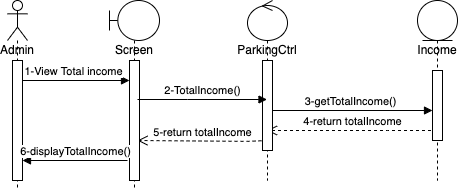 Admin Screen ParkingCtrl Income
1-View Total income
2-TotalIncome()
3-getTotalIncome()
4-return totalIncome
5-return totalIncome
6-displayTotalIncome()